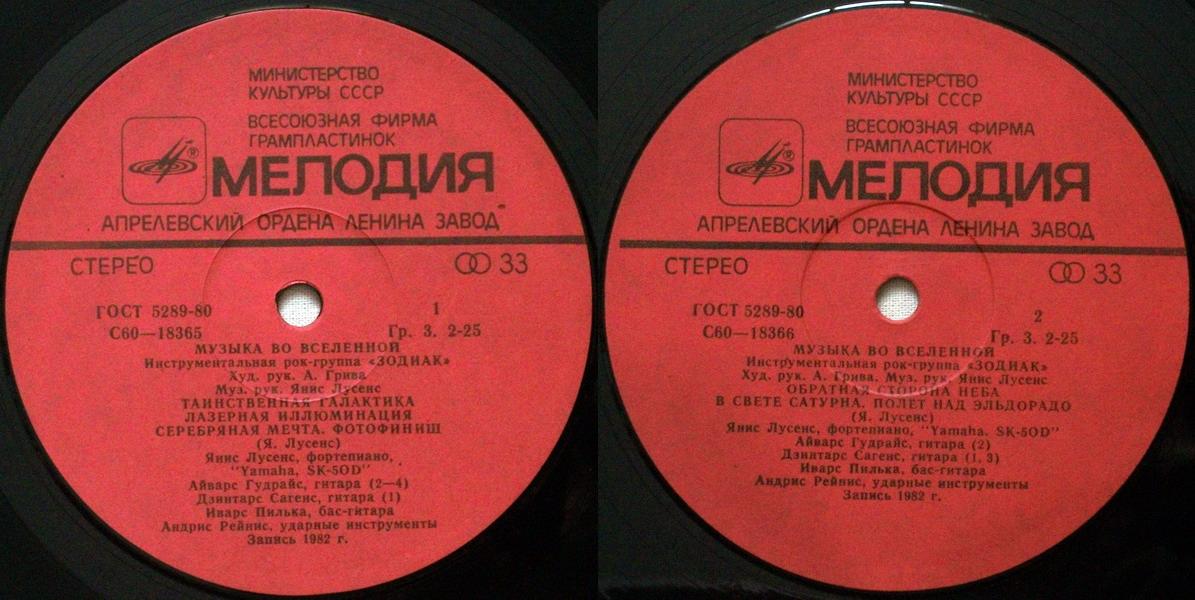 МИНИСТЕРСТВО
КУЛЬТУРЫ СССР
ВСЕСОЮЗНАЯ ФИРМА
ГРАМПЛАСТИНОК
МЕЛОДИЯ
АПРЕЛЕВСКИЙ ОРДЕНА ЛЕНИНА ЗАВОД
СТЕРЕО 33
ГОСТ 5289-80 1
С60—18365 Гр. 3. 2-25
МУЗЫКА ВО ВСЕЛЕННОЙ
Инструментальная рок-группа «ЗОДИАК»
Худ. рук. А. Грива
Муз. рук. Янис Лусенс
ТАИНСТВЕННАЯ ГАЛАКТИКА
ЛАЗЕРНАЯ ИЛЛЮМИНАЦИЯ
СЕРЕБРЯНАЯ МЕЧТА. ФОТОФИНИШ
(Я. Лусенс)
Янис Лусенс, фортепиано,
"Yamaha, SK-5OD"
Айварс Гудрайс, гитара (2—4)
Дзинтарс Сагенс, гитара (1)
Иварс Пилька, бас-гитара
Андрис Рейнис, ударные инструменты
Запись 1982 г.
МИНИСТЕРСТВО
КУЛЬТУРЫ СССР
ВСЕСОЮЗНАЯ ФИРМА
ГРАМПЛАСТИНОК
МЕЛОДИЯ
АПРЕЛЕВСКИЙ ОРДЕНА ЛЕНИНА ЗАВОД
СТЕРЕО 33
ГОСТ 5289-80 2
С60—18366 Гр. 3. 2-25
МУЗЫКА ВО ВСЕЛЕННОЙ
Инструментальная рок-группа «ЗОДИАК»
Худ. рук. А. Грива. Муз. рук. Янис Лусенс
ОБРАТНАЯ СТОРОНА НЕБА
В СВЕТЕ САТУРНА. ПОЛЕТ НАД ЭЛЬДОРАДО
(Я. Лусенс)
Янис Лусенс, фортепиано, "Yamaha. SK-5OD"
Айварс Гудрайс, гитара (2)
Дзинтарс Сагенс, гитара (1, 3)
Иварс Пилька, бас-гитара
Андрис Рейнис, ударные инструменты
Запись 1982 г.